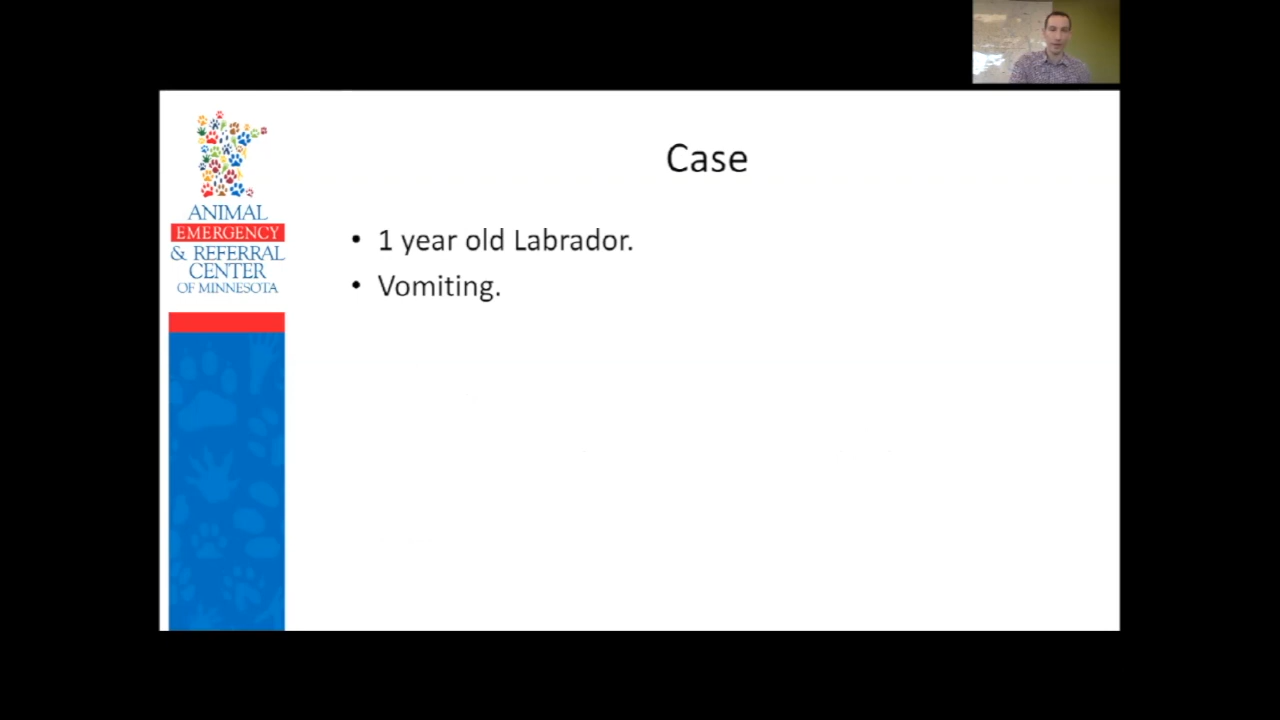 ANIMAL
EMERGENCY
& REFERRAL
CENTER
OF MINNESOTA
Case
• 1 year old Labrador.
• Vomiting.